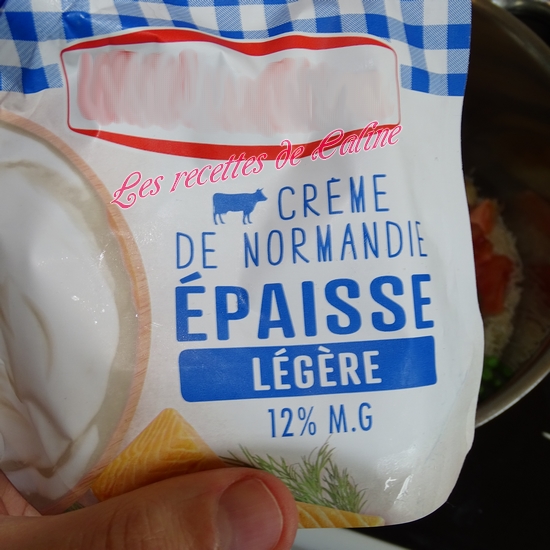 Les recettes de Caline
CRÈME
DE NORMANDIE
ÉPAISSE
LÉGÈRE
12% M.G